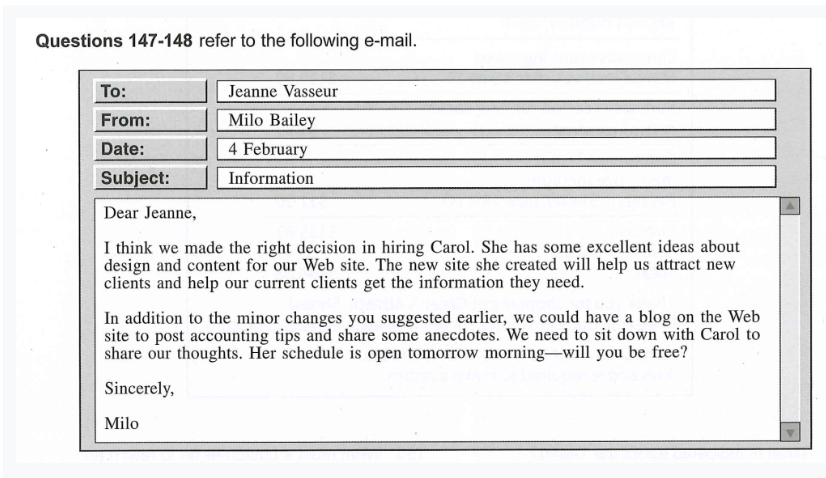 Questions 147-148 refer to the following e-mail.
To: Jeanne Vasseur
From: Milo Bailey
Date: 4 February
Subject: Information
Dear Jeanne,
I think we made the right decision in hiring Carol. She has some excellent ideas about
design and content for our Web site. The new site she created will help us attract new
clients and help our current clients get the information they need.
In addition to the minor changes you suggested earlier, we could have a blog on the Web
site to post accounting tips and share some anecdotes. We need to sit down with Carol to
share our thoughts. Her schedule is open tomorrow morning—will you be free?
Sincerely,
Milo